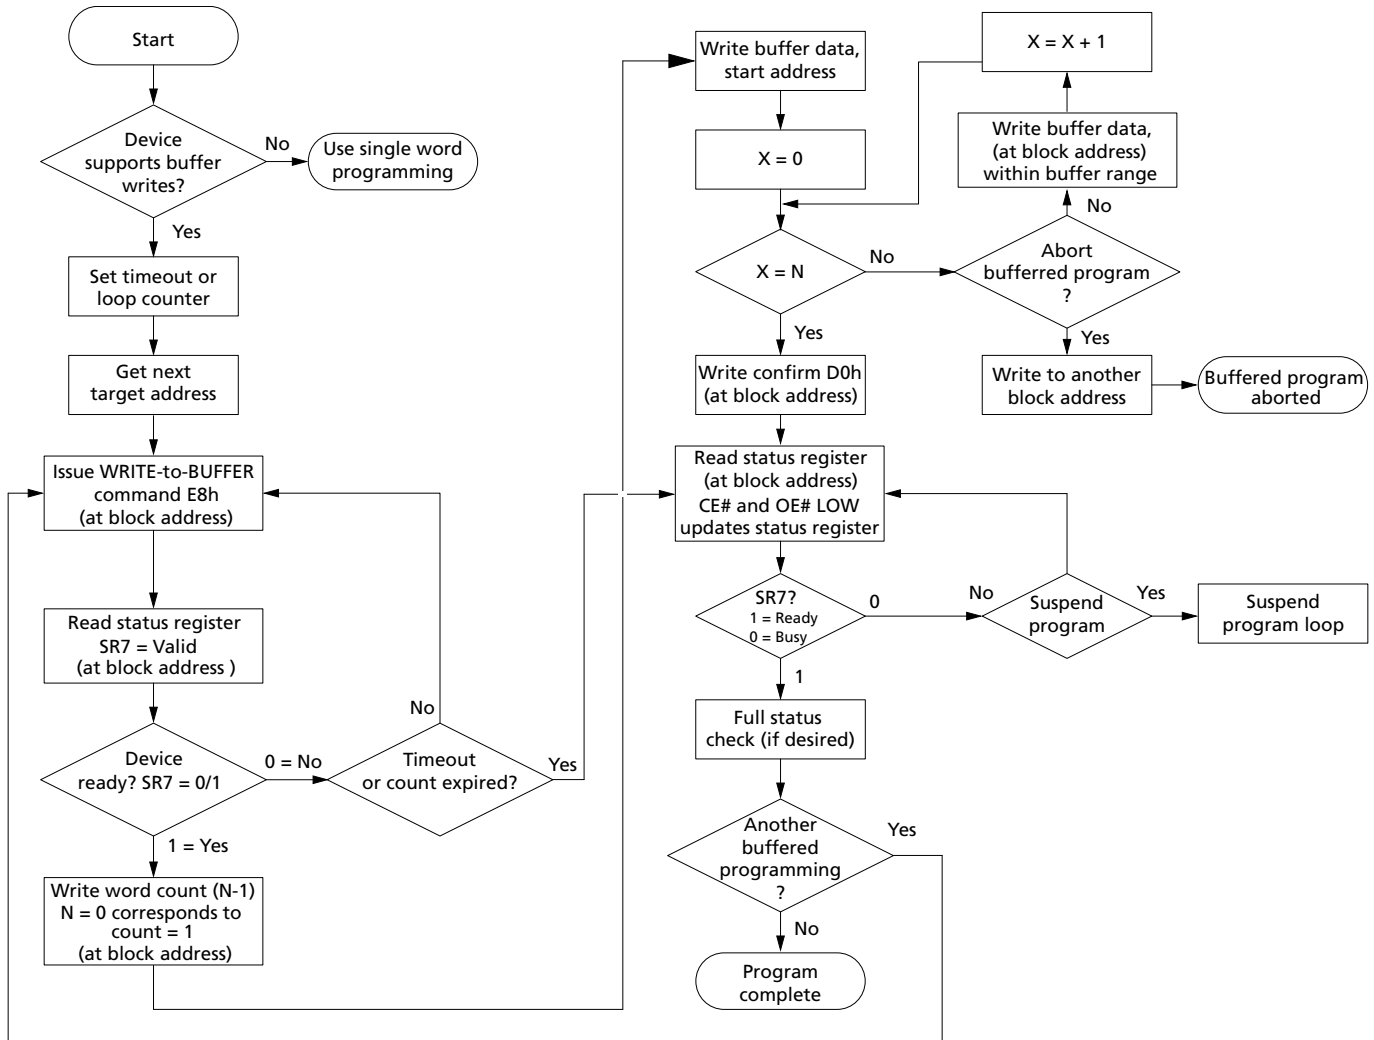 Start
Device
supports buffer
writes?
No
Use single word
programming
Yes
Set timeout or
loop counter
Get next
target address
Issue WRITE-to-BUFFER
command E8h
(at block address)
Read status register
SR7 = Valid
(at block address )
Device
ready? SR7 = 0/1
0 = No
No
Timeout
or count expired?
Yes
1 = Yes
Write word count (N-1)
N = 0 corresponds to
count = 1
(at block address)
Write buffer data,
start address
X = 0
X = N
No
Abort
bufferred program
?
No
Write buffer data,
(at block address)
within buffer range
X = X + 1
Yes
Write to another
block address
Buffered program
aborted
Yes
Write confirm D0h
(at block address)
Read status register
(at block address)
CE# and OE# LOW
updates status register
SR7?
1 = Ready
0 = Busy
0
No
Suspend
program
Yes
Suspend
program loop
1
Full status
check (if desired)
Another
buffered
programming
?
Yes
No
Program
complete